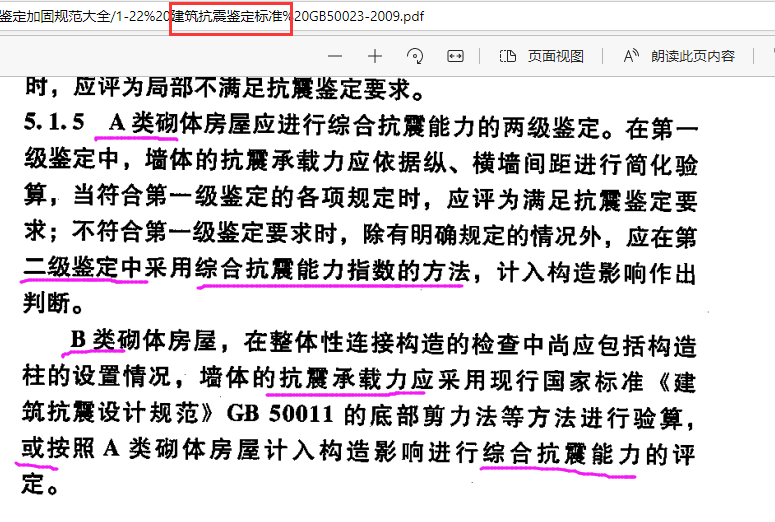 鉴定加固规范大全/1-22%20建筑抗震鉴定标准%20GB50023-2009.pdf
页面视图
A 朗读此页内容
时，应评为局部不满足抗震鉴定要求。
5.1.5 A 类砌体房屋应进行综合抗震能力的两级鉴定。在第一
级鉴定中，墙体的抗震承载力应依据纵、横墙间距进行简化验
算，当符合第一级鉴定的各项规定时，应评为满足抗震鉴定要
求；不符合第一级鉴定要求时，除有明确规定的情况外，应在第
二级鉴定中采用综合抗震能力指数的方法，计入构造影响作出
判断。
B 类砌体房屋，在整体性连接构造的检查中尚应包括构造
柱的设置情况，墙体的抗震承载力应采用现行国家标准《建
筑抗震设计规范》GB 50011 的底部剪力法等方法进行验算，
或按照 A 类砌体房屋计入构造影响进行综合抗震能力的评
定。